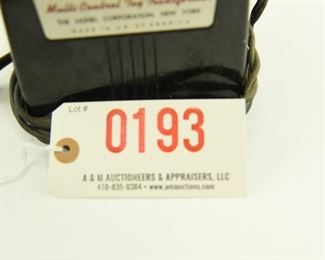 Multi-Control Toy Transformer
THE LIONEL CORPORATION, NEW YORK
MADE IN U.S. OF AMERICA
Lot #
0193
A & M AUCTIONEERS & APPRAISERS, LLC
410-835-0384 • www.amauctions.com